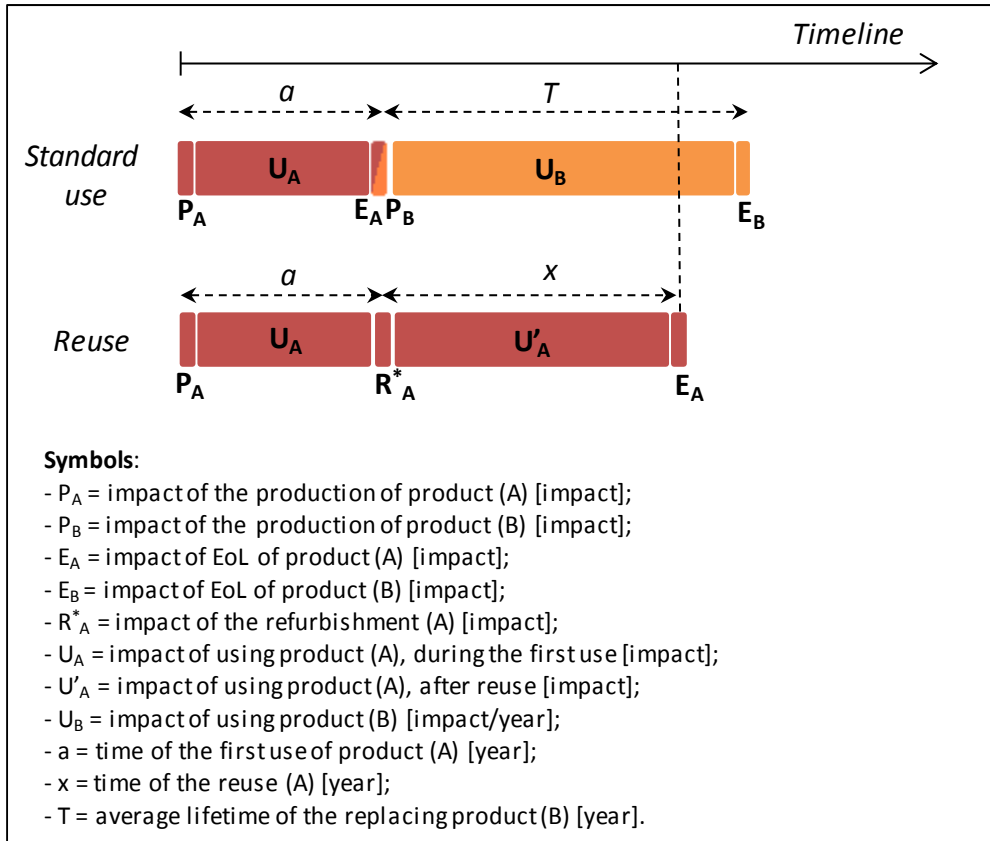 Timeline
a
T
Standard
use
U_A
U_B
P_A
E_A P_B
E_B
a
x
Reuse
U_A
U'_A
P_A
R^*_A
E_A
Symbols:
- P_A = impact of the production of product (A) [impact];
- P_B = impact of the production of product (B) [impact];
- E_A = impact of EoL of product (A) [impact];
- E_B = impact of EoL of product (B) [impact];
- R^*_A = impact of the refurbishment (A) [impact];
- U_A = impact of using product (A), during the first use [impact];
- U'_A = impact of using product (A), after reuse [impact];
- U_B = impact of using product (B) [impact/year];
- a = time of the first use of product (A) [year];
- x = time of the reuse (A) [year];
- T = average lifetime of the replacing product (B) [year].